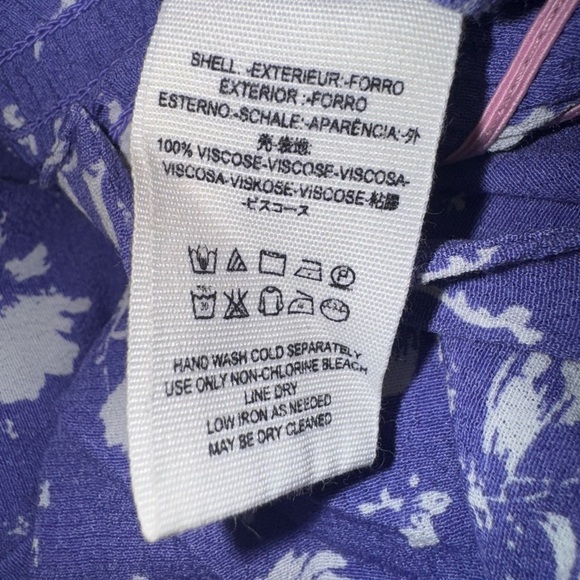 SHELL -EXTERIEUR-FORRO
EXTERIOR -FORRO
ESTERNO-SCHALE-APARÊNCIA-外
売-表地
100% VISCOSE-VISCOSE-VISCOSA-
VISCOSA-VISKOSE-VISCOSE-粘膠
-ビスコース
P
30
HAND WASH COLD SEPARATELY
USE ONLY NON-CHLORINE BLEACH
LINE DRY
LOW IRON AS NEEDED
MAY BE DRY CLEANED